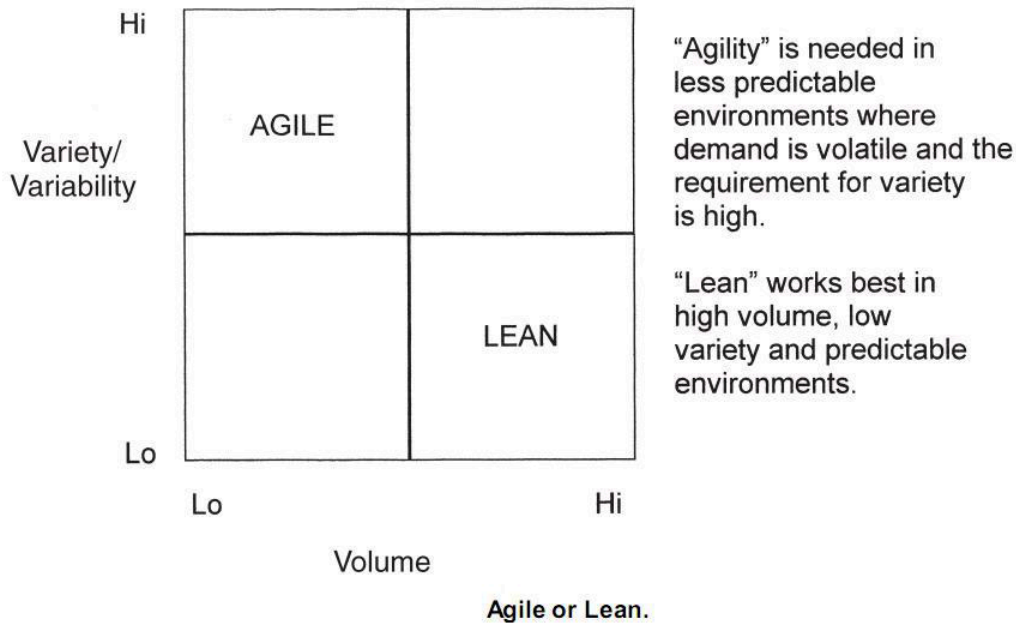 Hi
AGILE
Variety/
Variability
LEAN
Lo
Lo
Hi
Volume
“Agility” is needed in
less predictable
environments where
demand is volatile and the
requirement for variety
is high.
“Lean” works best in
high volume, low
variety and predictable
environments.
Agile or Lean.